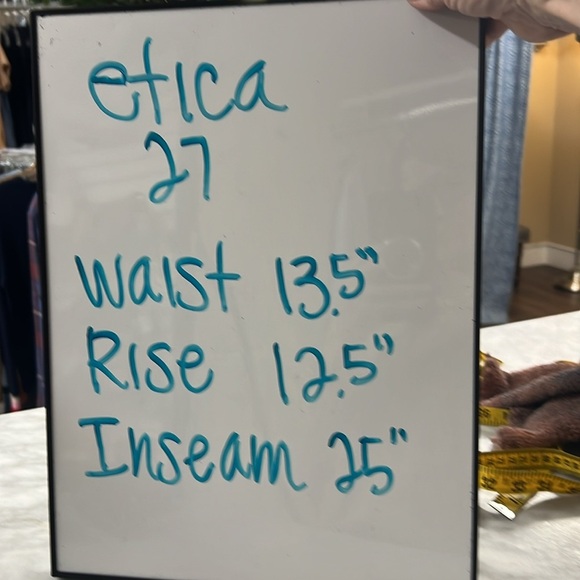 etica
27
Waist 13.5"
Rise 12.5"
Inseam 25"